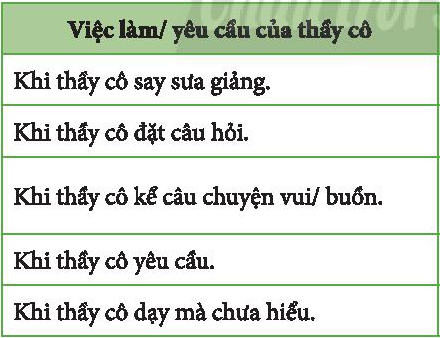 Việc làm/ yêu cầu của thầy cô
Khi thầy cô say sưa giảng.
Khi thầy cô đặt câu hỏi.
Khi thầy cô kể câu chuyện vui/ buồn.
Khi thầy cô yêu cầu.
Khi thầy cô dạy mà chưa hiểu.